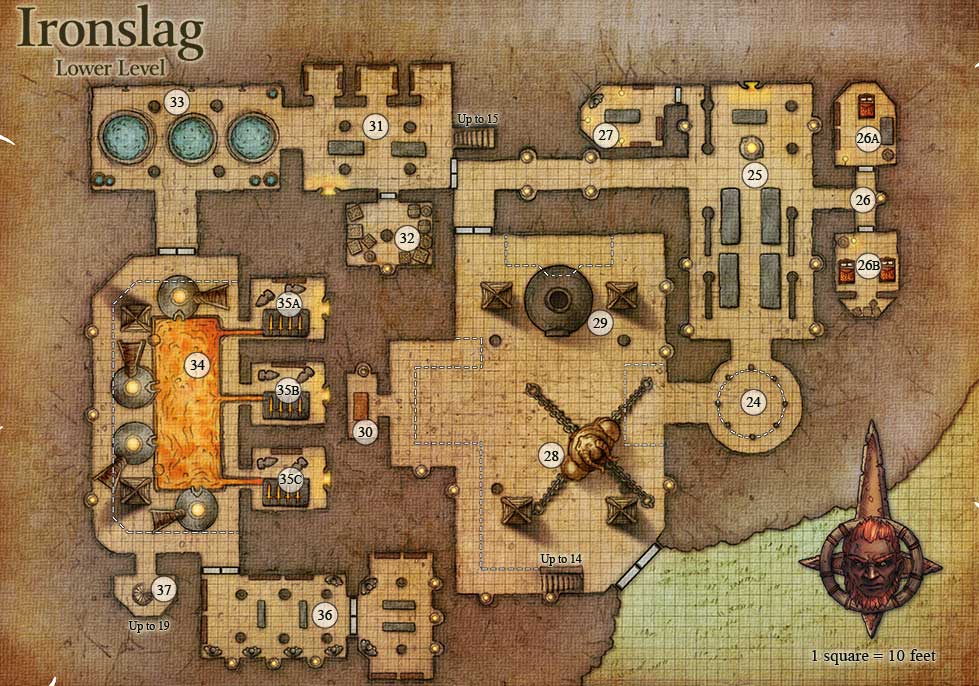 Ironslag
Lower Level
33
31
Up to 15
27
26A
25
26
32
26B
35A
29
34
35B
30
24
28
35C
Up to 14
37
36
Up to 19
1 square = 10 feet